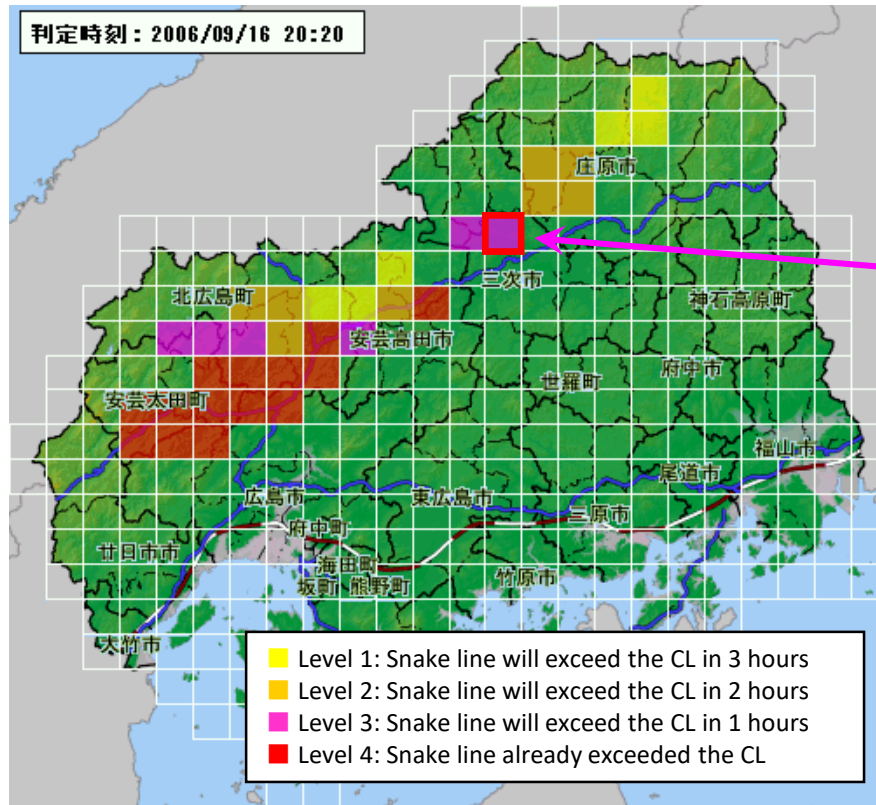 判定時刻：2006/09/16 20:20
庄原市
三次市
北広島町
神石高原町
安芸高田市
府中市
世羅町
安芸太田町
福山市
尾道市
広島市
東広島市
三原市
府中町
廿日市市
海田町
竹原市
坂町 熊野町
大竹市
Level 1: Snake line will exceed the CL in 3 hours
Level 2: Snake line will exceed the CL in 2 hours
Level 3: Snake line will exceed the CL in 1 hours
Level 4: Snake line already exceeded the CL